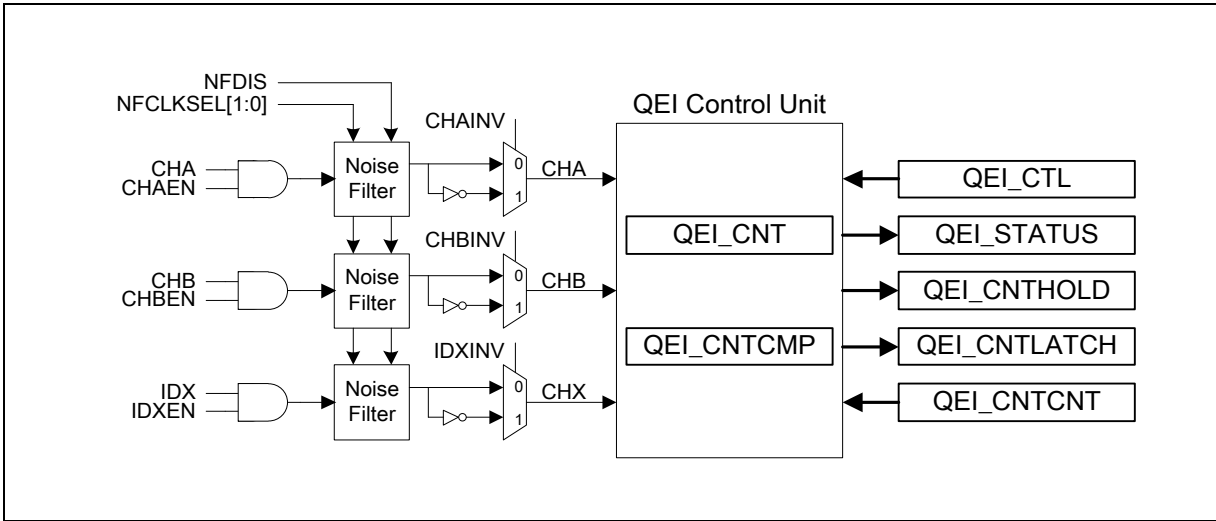 NFDIS
NFCLKSEL[1:0]
QEI Control Unit
CHAINV
CHA
CHAEN
Noise
Filter
0
1
CHA
QEI_CTL
CHBINV
QEI_CNT
QEI_STATUS
CHB
CHBEN
Noise
Filter
0
1
CHB
QEI_CNTHOLD
IDXINV
QEI_CNTCMP
QEI_CNTLATCH
IDX
IDXEN
Noise
Filter
0
1
CHX
QEI_CNTCNT